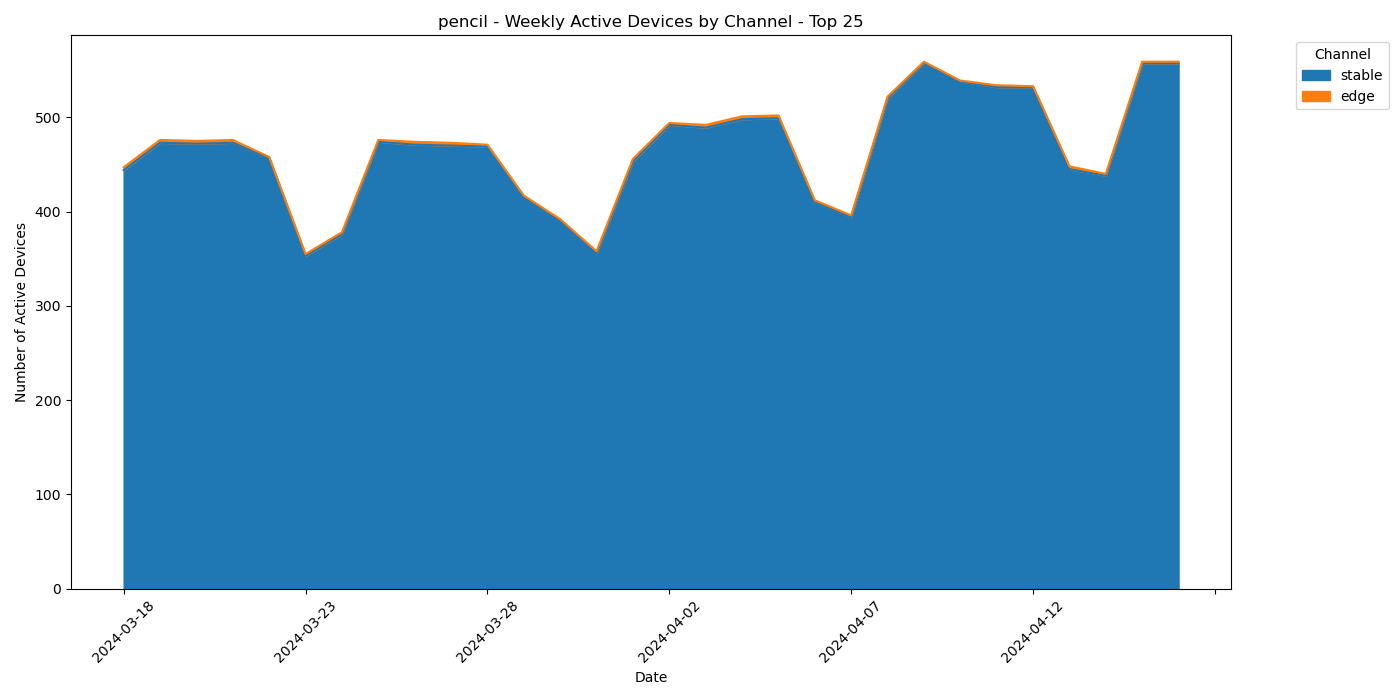 pencil - Weekly Active Devices by Channel - Top 25
Channel
stable
edge
Number of Active Devices
500
400
300
200
100
0
2024-03-18
2024-03-23
2024-03-28
2024-04-02
2024-04-07
2024-04-12
Date